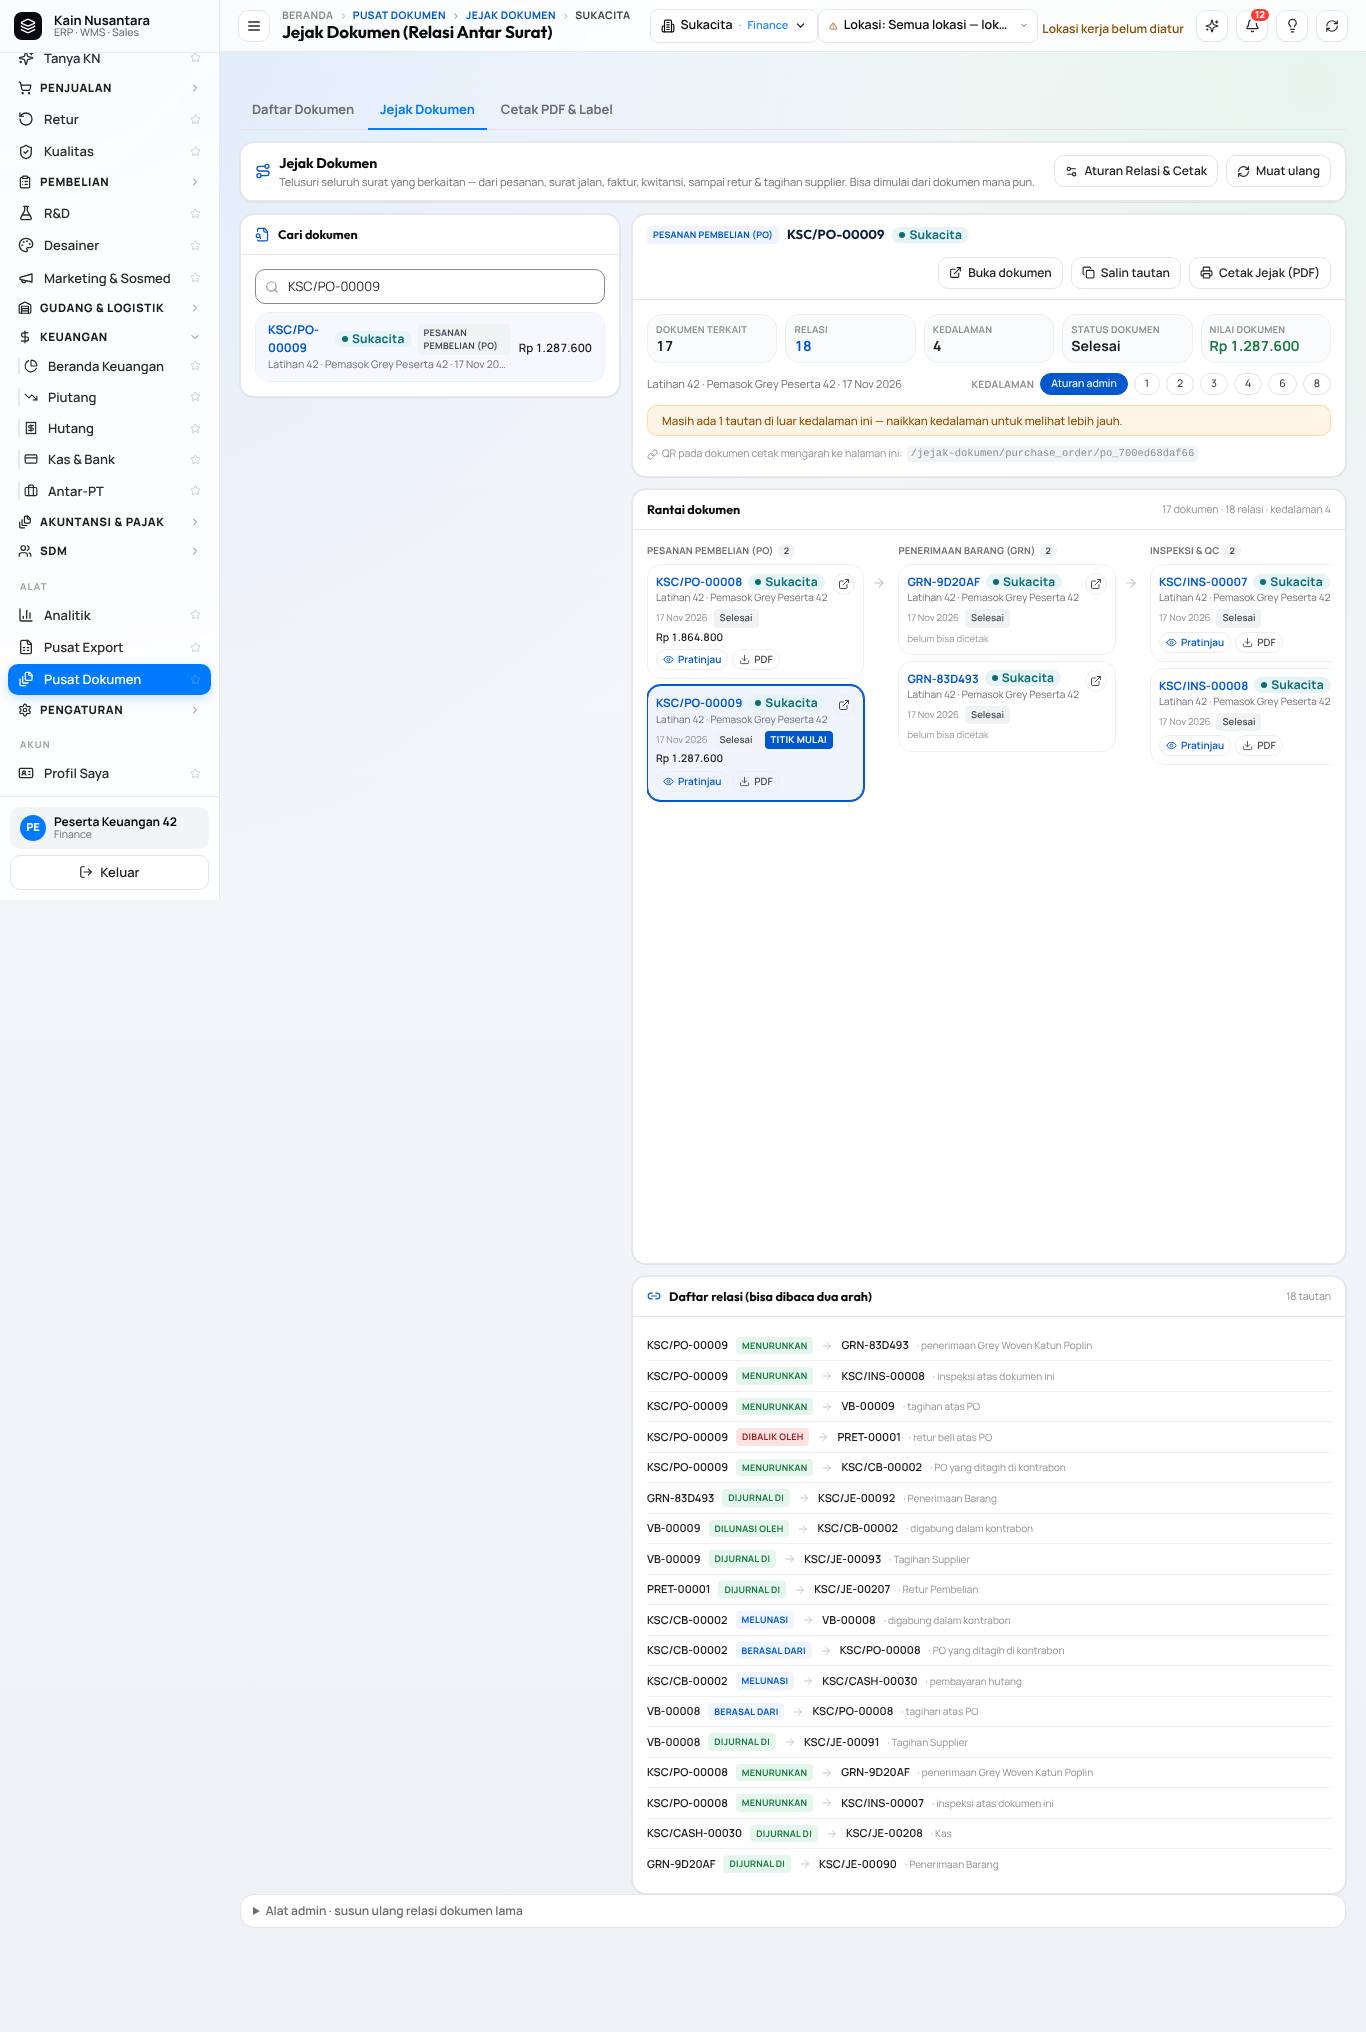 Kain Nusantara
ERP · WMS · Sales
Tanya KN
PENJUALAN
Retur
Kualitas
PEMBELIAN
R&D
Desainer
Marketing & Sosmed
GUDANG & LOGISTIK
KEUANGAN
Beranda Keuangan
Piutang
Hutang
Kas & Bank
Antar-PT
AKUNTANSI & PAJAK
SDM
ALAT
Analitik
Pusat Export
Pusat Dokumen
PENGATURAN
AKUN
Profil Saya
PE
Peserta Keuangan 42
Finance
Keluar
BERANDA > PUSAT DOKUMEN > JEJAK DOKUMEN > SUKACITA
Jejak Dokumen (Relasi Antar Surat)
Sukacita · Finance
Lokasi: Semua lokasi — lok...
Lokasi kerja belum diatur
12
Daftar Dokumen
Jejak Dokumen
Cetak PDF & Label
Jejak Dokumen
Telusuri seluruh surat yang berkaitan — dari pesanan, surat jalan, faktur, kwitansi, sampai retur & tagihan supplier. Bisa dimulai dari dokumen mana pun.
Aturan Relasi & Cetak
Muat ulang
Cari dokumen
KSC/PO-00009
KSC/PO-
00009
Sukacita
PESANAN
PEMBELIAN (PO)
Rp 1.287.600
Latihan 42 · Pemasok Grey Peserta 42 · 17 Nov 20...
PESANAN PEMBELIAN (PO) KSC/PO-00009 Sukacita
Buka dokumen
Salin tautan
Cetak Jejak (PDF)
DOKUMEN TERKAIT
17
RELASI
18
KEDALAMAN
4
STATUS DOKUMEN
Selesai
NILAI DOKUMEN
Rp 1.287.600
Latihan 42 · Pemasok Grey Peserta 42 · 17 Nov 2026
KEDALAMAN Aturan admin 1 2 3 4 6 8
Masih ada 1 tautan di luar kedalaman ini — naikkan kedalaman untuk melihat lebih jauh.
QR pada dokumen cetak mengarah ke halaman ini: /jejak-dokumen/purchase_order/po_700ed68daf66
Rantai dokumen
17 dokumen · 18 relasi · kedalaman 4
PESANAN PEMBELIAN (PO) 2
KSC/PO-00008 Sukacita
Latihan 42 · Pemasok Grey Peserta 42
17 Nov 2026 Selesai
Rp 1.864.800
Pratinjau PDF
KSC/PO-00009 Sukacita
Latihan 42 · Pemasok Grey Peserta 42
17 Nov 2026 Selesai TITIK MULAI
Rp 1.287.600
Pratinjau PDF
PENERIMAAN BARANG (GRN) 2
GRN-9D20AF Sukacita
Latihan 42 · Pemasok Grey Peserta 42
17 Nov 2026 Selesai
belum bisa dicetak
GRN-83D493 Sukacita
Latihan 42 · Pemasok Grey Peserta 42
17 Nov 2026 Selesai
belum bisa dicetak
INSPEKSI & QC 2
KSC/INS-00007 Sukacita
Latihan 42 · Pemasok Grey Peserta 42
17 Nov 2026 Selesai
Pratinjau PDF
KSC/INS-00008 Sukacita
Latihan 42 · Pemasok Grey Peserta 42
17 Nov 2026 Selesai
Pratinjau PDF
Daftar relasi (bisa dibaca dua arah)
18 tautan
KSC/PO-00009 MENURUNKAN → GRN-83D493 · penerimaan Grey Woven Katun Poplin
KSC/PO-00009 MENURUNKAN → KSC/INS-00008 · inspeksi atas dokumen ini
KSC/PO-00009 MENURUNKAN → VB-00009 · tagihan atas PO
KSC/PO-00009 DIBALIK OLEH → PRET-00001 · retur beli atas PO
KSC/PO-00009 MENURUNKAN → KSC/CB-00002 · PO yang ditagih di kontrabon
GRN-83D493 DIJURNAL DI → KSC/JE-00092 · Penerimaan Barang
VB-00009 DILUNASI OLEH → KSC/CB-00002 · digabung dalam kontrabon
VB-00009 DIJURNAL DI → KSC/JE-00093 · Tagihan Supplier
PRET-00001 DIJURNAL DI → KSC/JE-00207 · Retur Pembelian
KSC/CB-00002 MELUNASI → VB-00008 · digabung dalam kontrabon
KSC/CB-00002 BERASAL DARI → KSC/PO-00008 · PO yang ditagih di kontrabon
KSC/CB-00002 MELUNASI → KSC/CASH-00030 · pembayaran hutang
VB-00008 BERASAL DARI → KSC/PO-00008 · tagihan atas PO
VB-00008 DIJURNAL DI → KSC/JE-00091 · Tagihan Supplier
KSC/PO-00008 MENURUNKAN → GRN-9D20AF · penerimaan Grey Woven Katun Poplin
KSC/PO-00008 MENURUNKAN → KSC/INS-00007 · inspeksi atas dokumen ini
KSC/CASH-00030 DIJURNAL DI → KSC/JE-00208 · Kas
GRN-9D20AF DIJURNAL DI → KSC/JE-00090 · Penerimaan Barang
Alat admin · susun ulang relasi dokumen lama